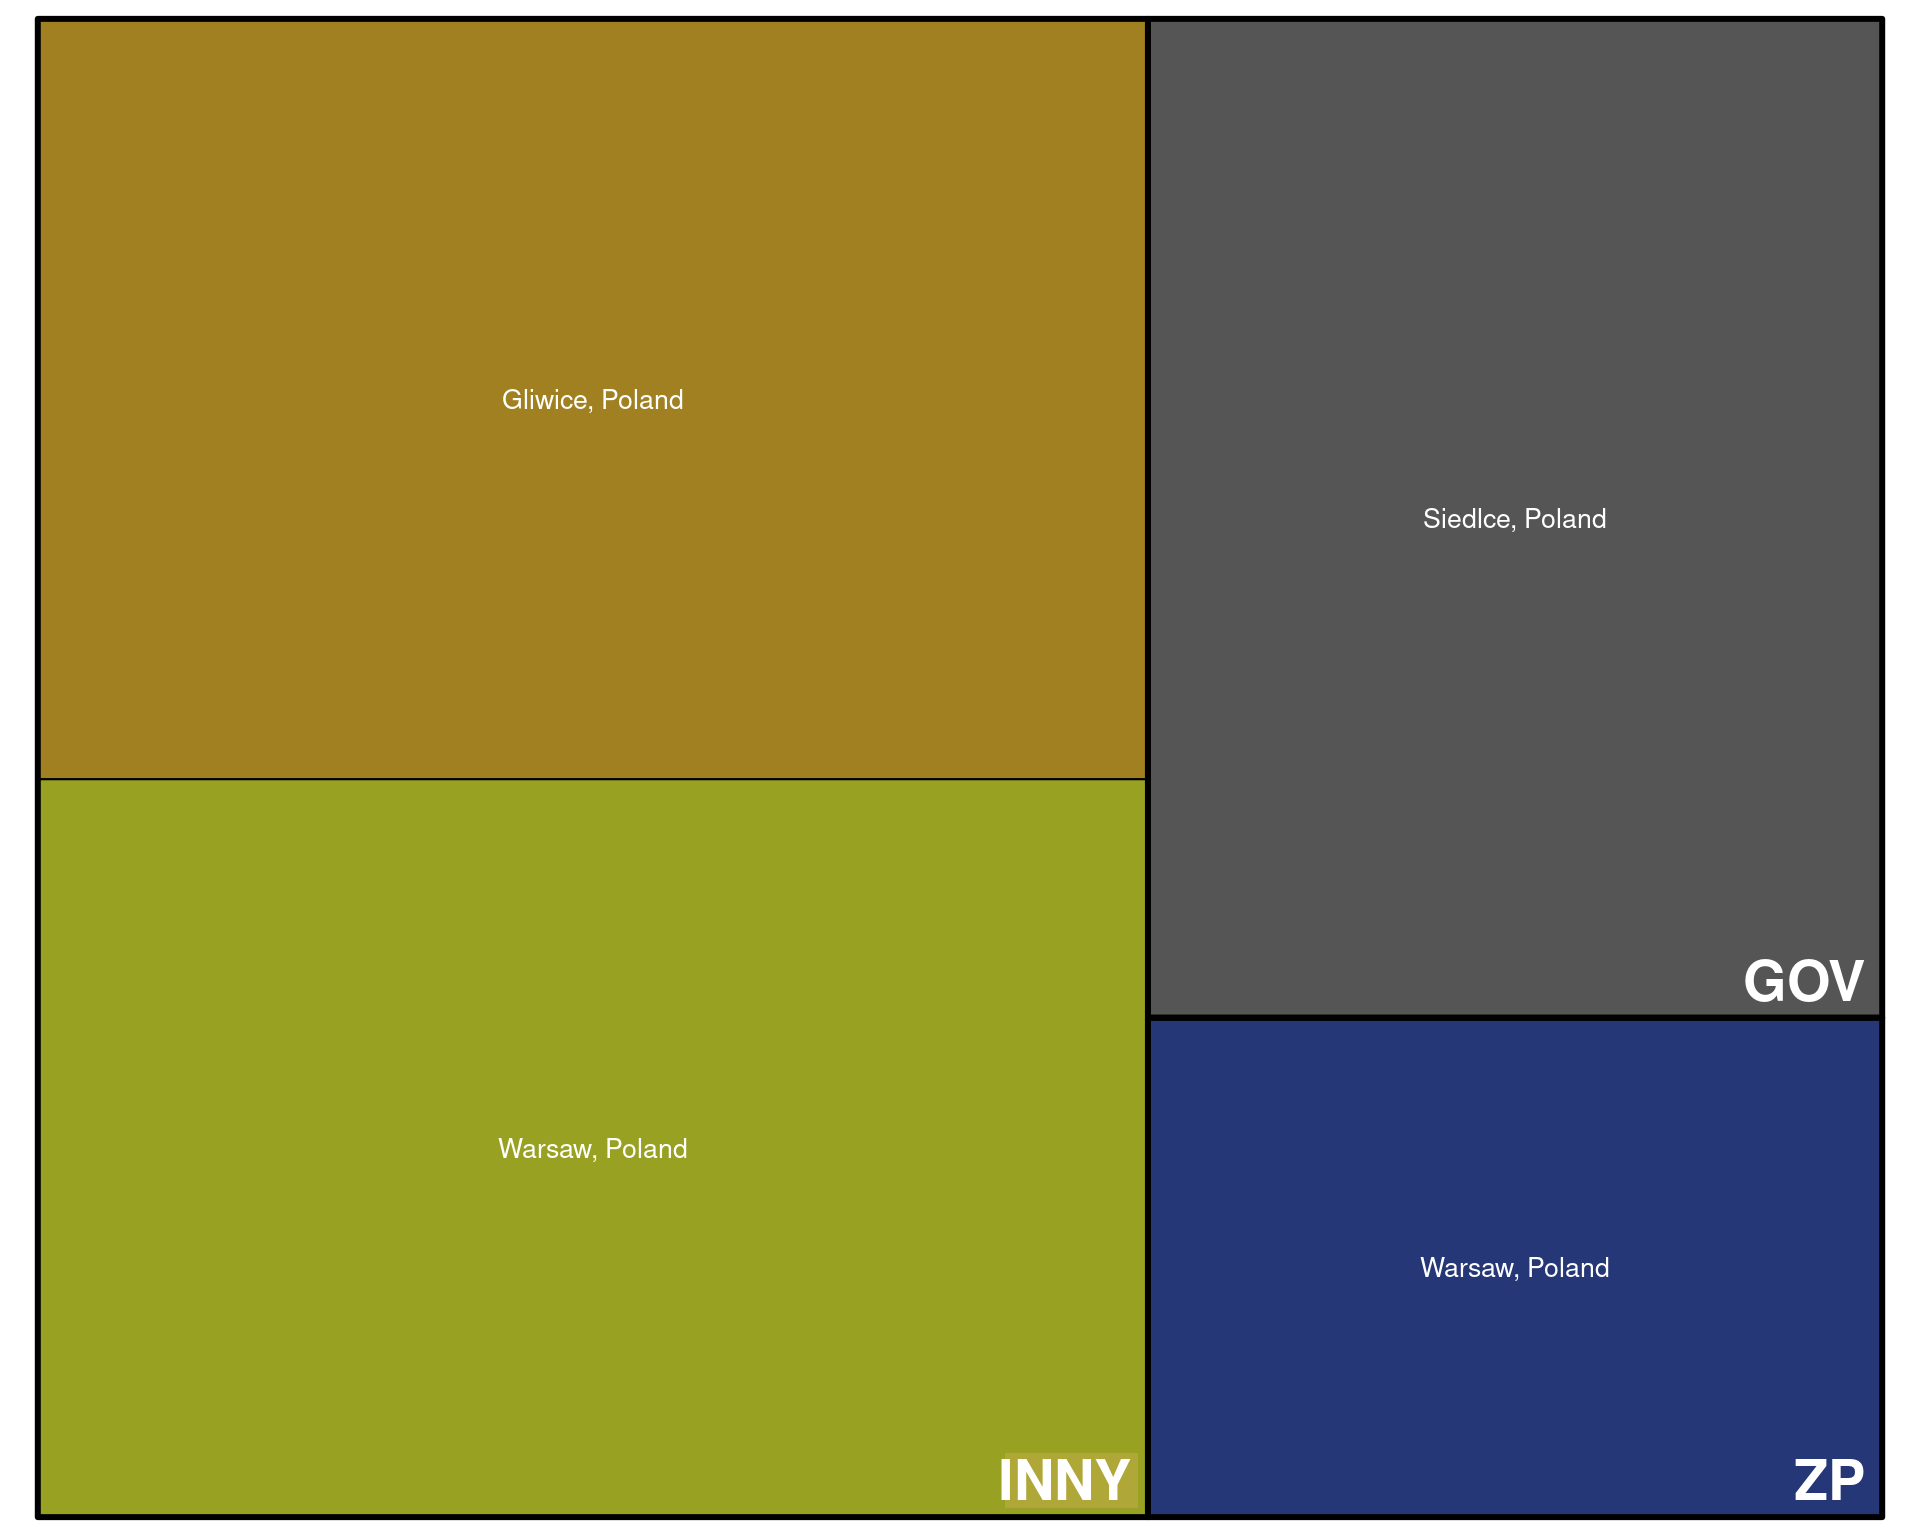 Gliwice, Poland
Warsaw, Poland
INNY
Siedlce, Poland
GOV
Warsaw, Poland
ZP